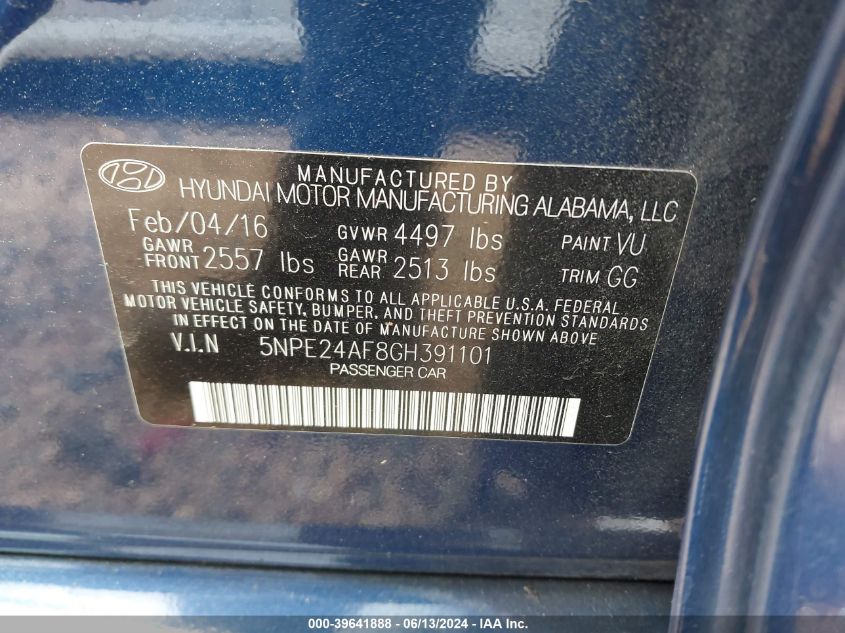 MANUFACTURED BY
HYUNDAI MOTOR MANUFACTURING ALABAMA, LLC
Feb/04/16 GVWR 4497 lbs PAINT VU
GAWR FRONT 2557 lbs GAWR REAR 2513 lbs TRIM GG
THIS VEHICLE CONFORMS TO ALL APPLICABLE U.S.A. FEDERAL
MOTOR VEHICLE SAFETY, BUMPER, AND THEFT PREVENTION STANDARDS
IN EFFECT ON THE DATE OF MANUFACTURE SHOWN ABOVE
V.I.N 5NPE24AF8GH391101
PASSENGER CAR
000-39641888 - 06/13/2024 - IAA Inc.